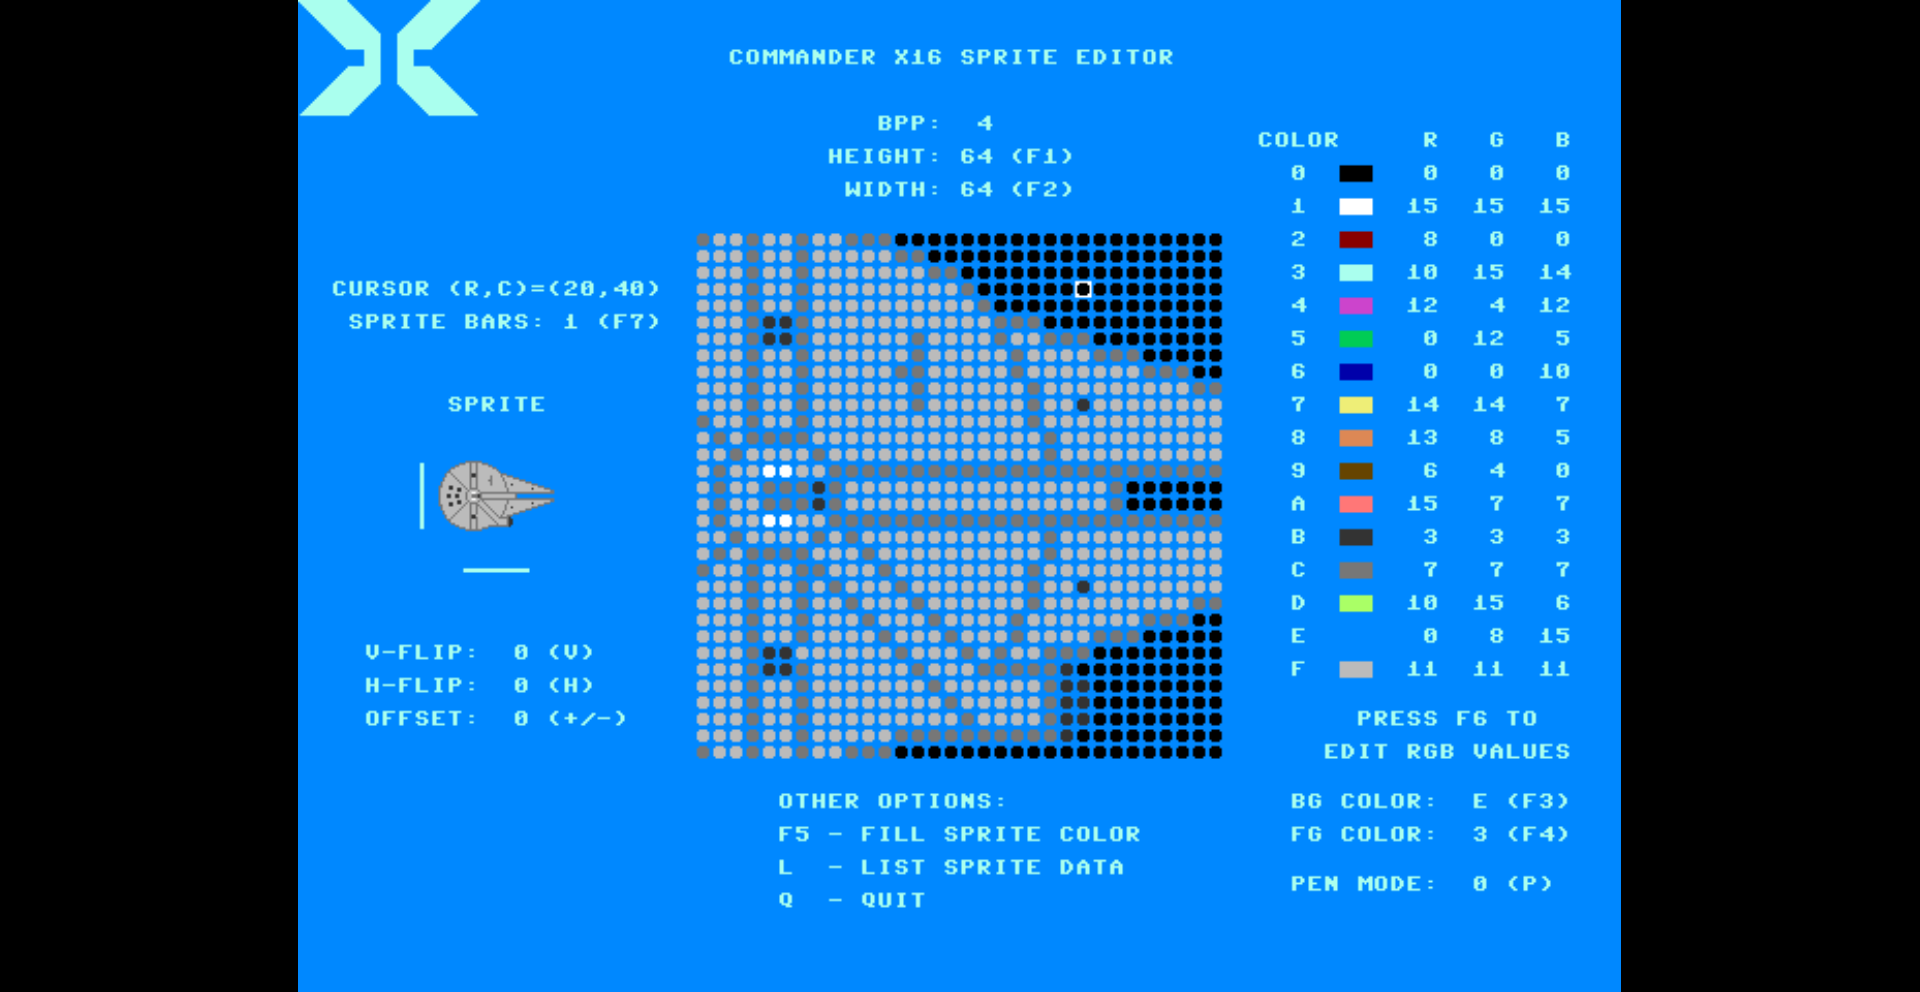 COMMANDER X16 SPRITE EDITOR
BPP: 4
HEIGHT: 64 (F1)
WIDTH: 64 (F2)
CURSOR (R,C)=(20,40)
SPRITE BARS: 1 (F7)
SPRITE
V-FLIP: 0 (V)
H-FLIP: 0 (H)
OFFSET: 0 (+/-)
COLOR R G B
0 0 0 0
1 15 15 15
2 8 0 0
3 10 15 14
4 12 4 12
5 0 12 5
6 0 0 10
7 14 14 7
8 13 8 5
9 6 4 0
A 15 7 7
B 3 3 3
C 7 7 7
D 10 15 6
E 0 8 15
F 11 11 11
PRESS F6 TO
EDIT RGB VALUES
OTHER OPTIONS:
F5 - FILL SPRITE COLOR
L - LIST SPRITE DATA
Q - QUIT
BG COLOR: E (F3)
FG COLOR: 3 (F4)
PEN MODE: 0 (P)